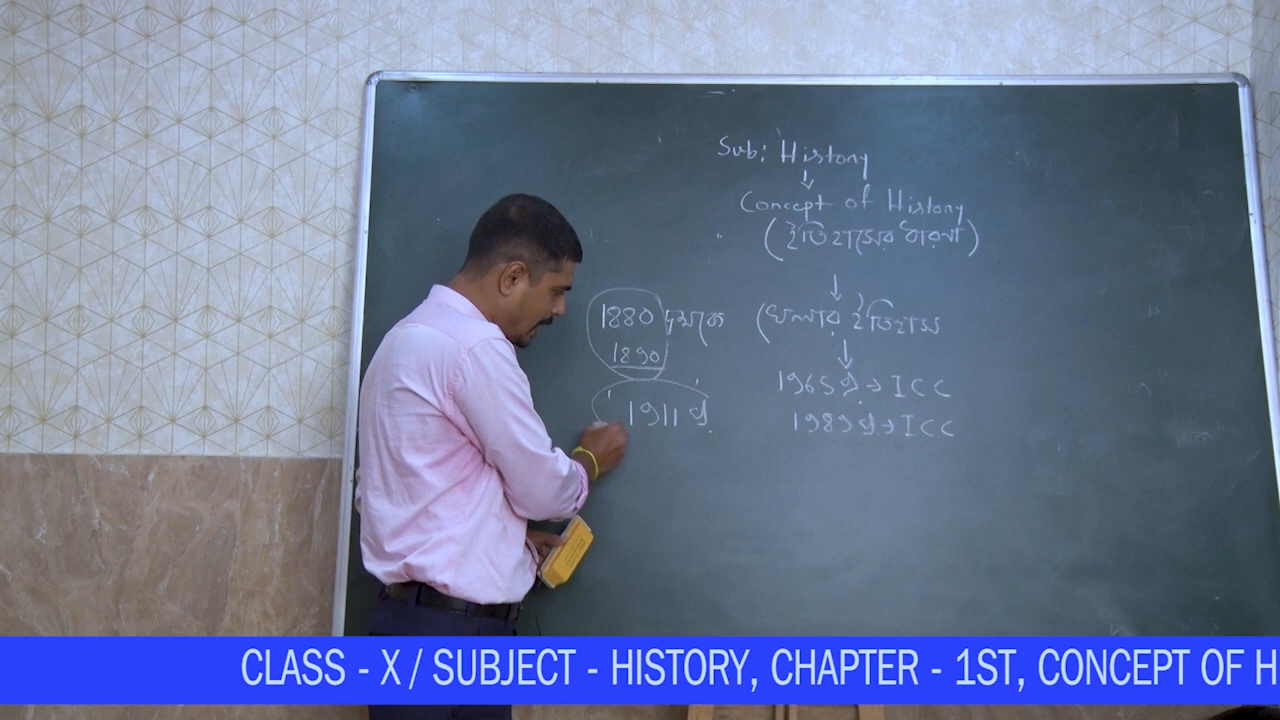 Sub: History
Concept of History
(ইতিহাসের ধারনা)
1880 দশকে
1890
1911 খ্রী.
খেলার ইতিহাস
1965 খ্রী. → ICC
1989 খ্রী. → ICC
CLASS - X / SUBJECT - HISTORY, CHAPTER - 1ST, CONCEPT OF H